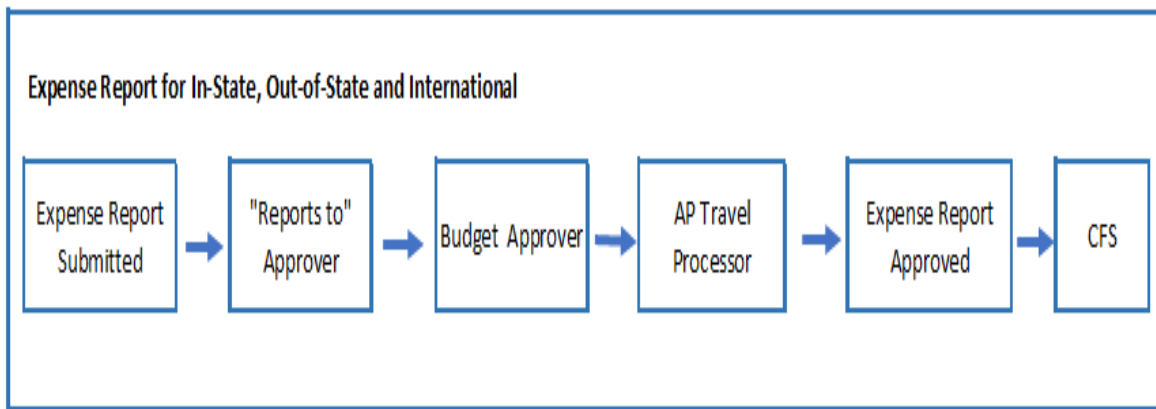 Expense Report for In-State, Out-of-State and International
Expense Report
Submitted
"Reports to"
Approver
Budget Approver
AP Travel
Processor
Expense Report
Approved
CFS